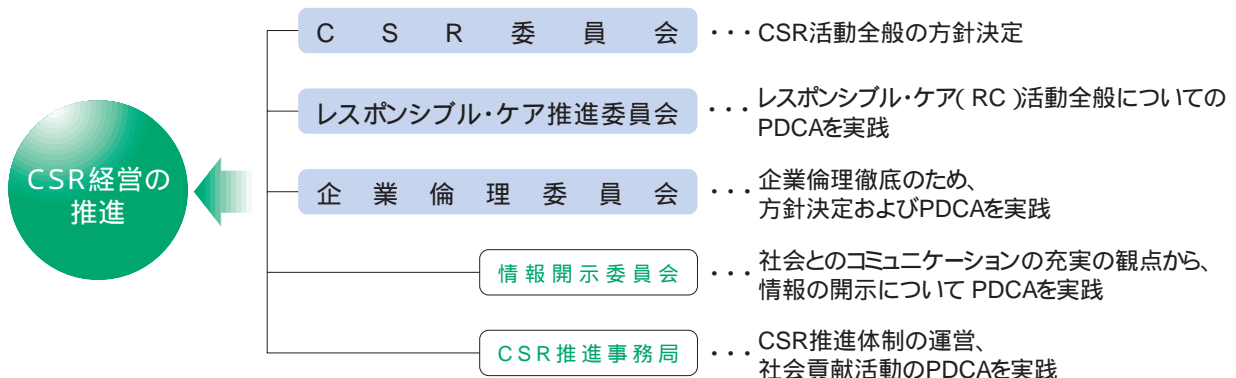 CSR委員会・・・CSR活動全般の方針決定
レスポンシブル・ケア推進委員会・・・レスポンシブル・ケア(RC)活動全般についての
PDCAを実践
CSR経営の
推進
企業倫理委員会・・・企業倫理徹底のため、
方針決定およびPDCAを実践
情報開示委員会・・・社会とのコミュニケーションの充実の観点から、
情報の開示について PDCAを実践
CSR推進事務局・・・CSR推進体制の運営、
社会貢献活動のPDCAを実践